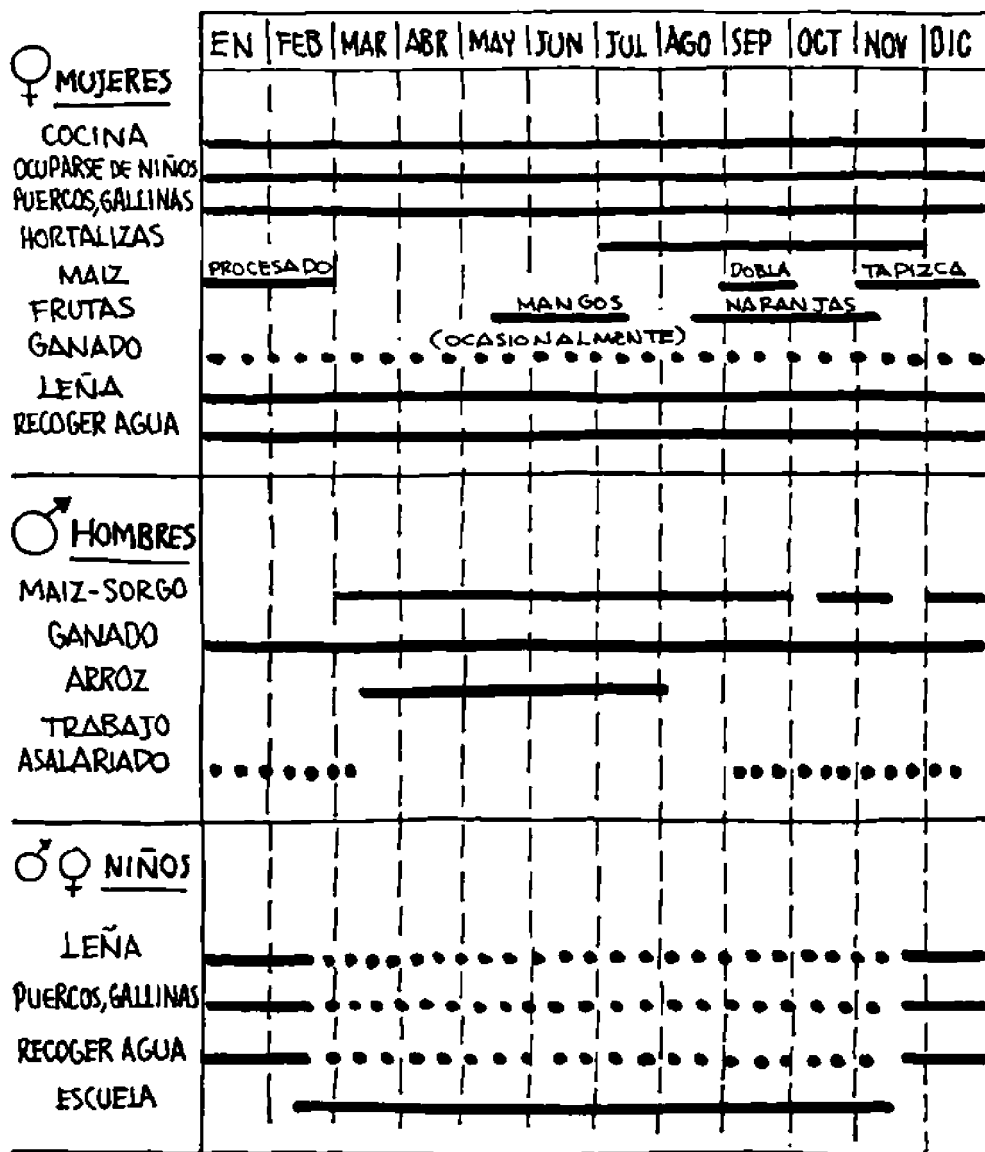 EN FEB MAR ABR MAY JUN JUL AGO SEP OCT NOV DIC
MUJERES
COCINA
OCUPARSE DE NIÑOS
PUERCOS, GALLINAS
HORTALIZAS
MAIZ PROCESADO DOBLA TAPIZCA
FRUTAS MANGOS NARANJAS
GANADO (OCASIONALMENTE)
LEÑA
RECOGER AGUA
HOMBRES
MAIZ-SORGO
GANADO
ARROZ
TRABAJO
ASALARIADO
NIÑOS
LEÑA
PUERCOS, GALLINAS
RECOGER AGUA
ESCUELA